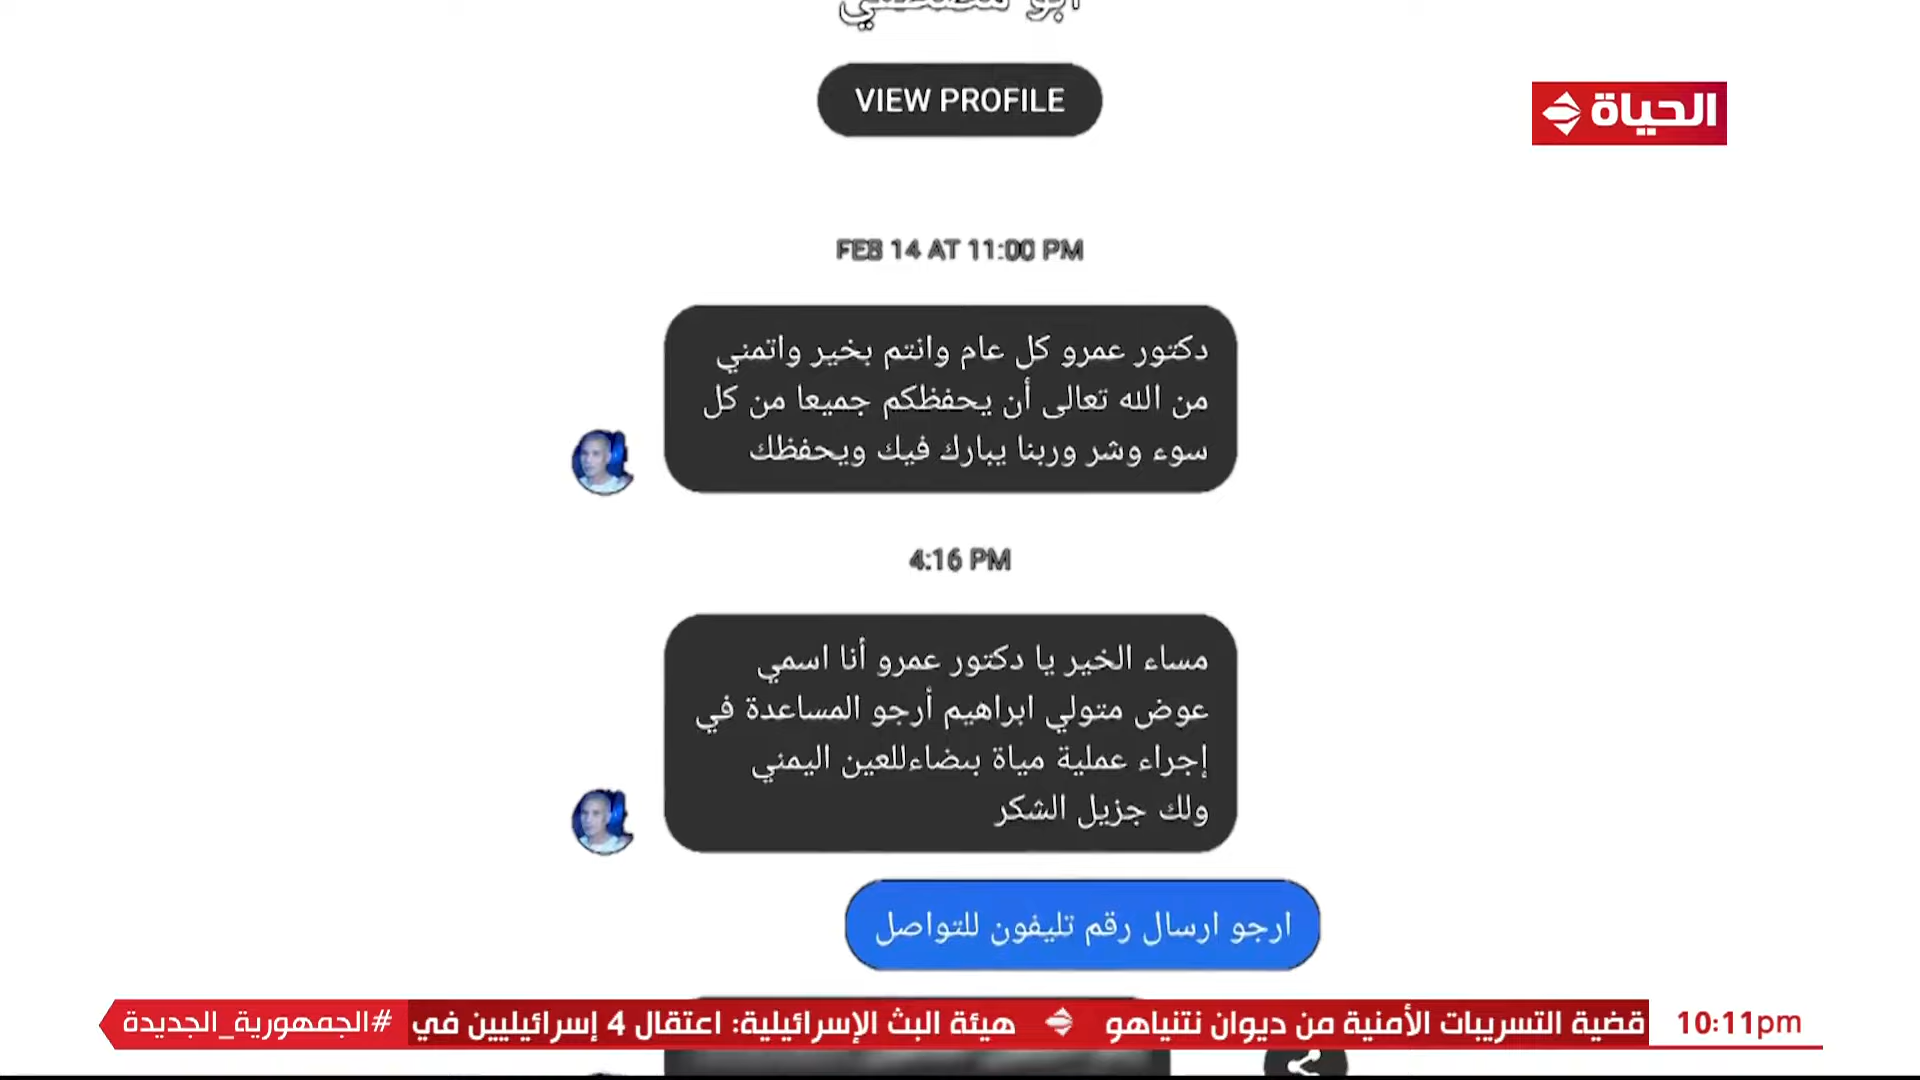 أبو مصطفي
VIEW PROFILE
الحياة
FEB 14 AT 11:00 PM
دكتور عمرو كل عام وانتم بخير واتمني
من الله تعالى أن يحفظكم جميعا من كل
سوء وشر وربنا يبارك فيك ويحفظك
4:16 PM
مساء الخير يا دكتور عمرو أنا اسمي
عوض متولي ابراهيم أرجو المساعدة في
إجراء عملية مياة بىضاءللعين اليمني
ولك جزيل الشكر
ارجو ارسال رقم تليفون للتواصل
قضية التسريبات الأمنية من ديوان نتنياهو هيئة البث الإسرائيلية: اعتقال 4 إسرائيليين في
#الجمهورية_الجديدة
10:11pm